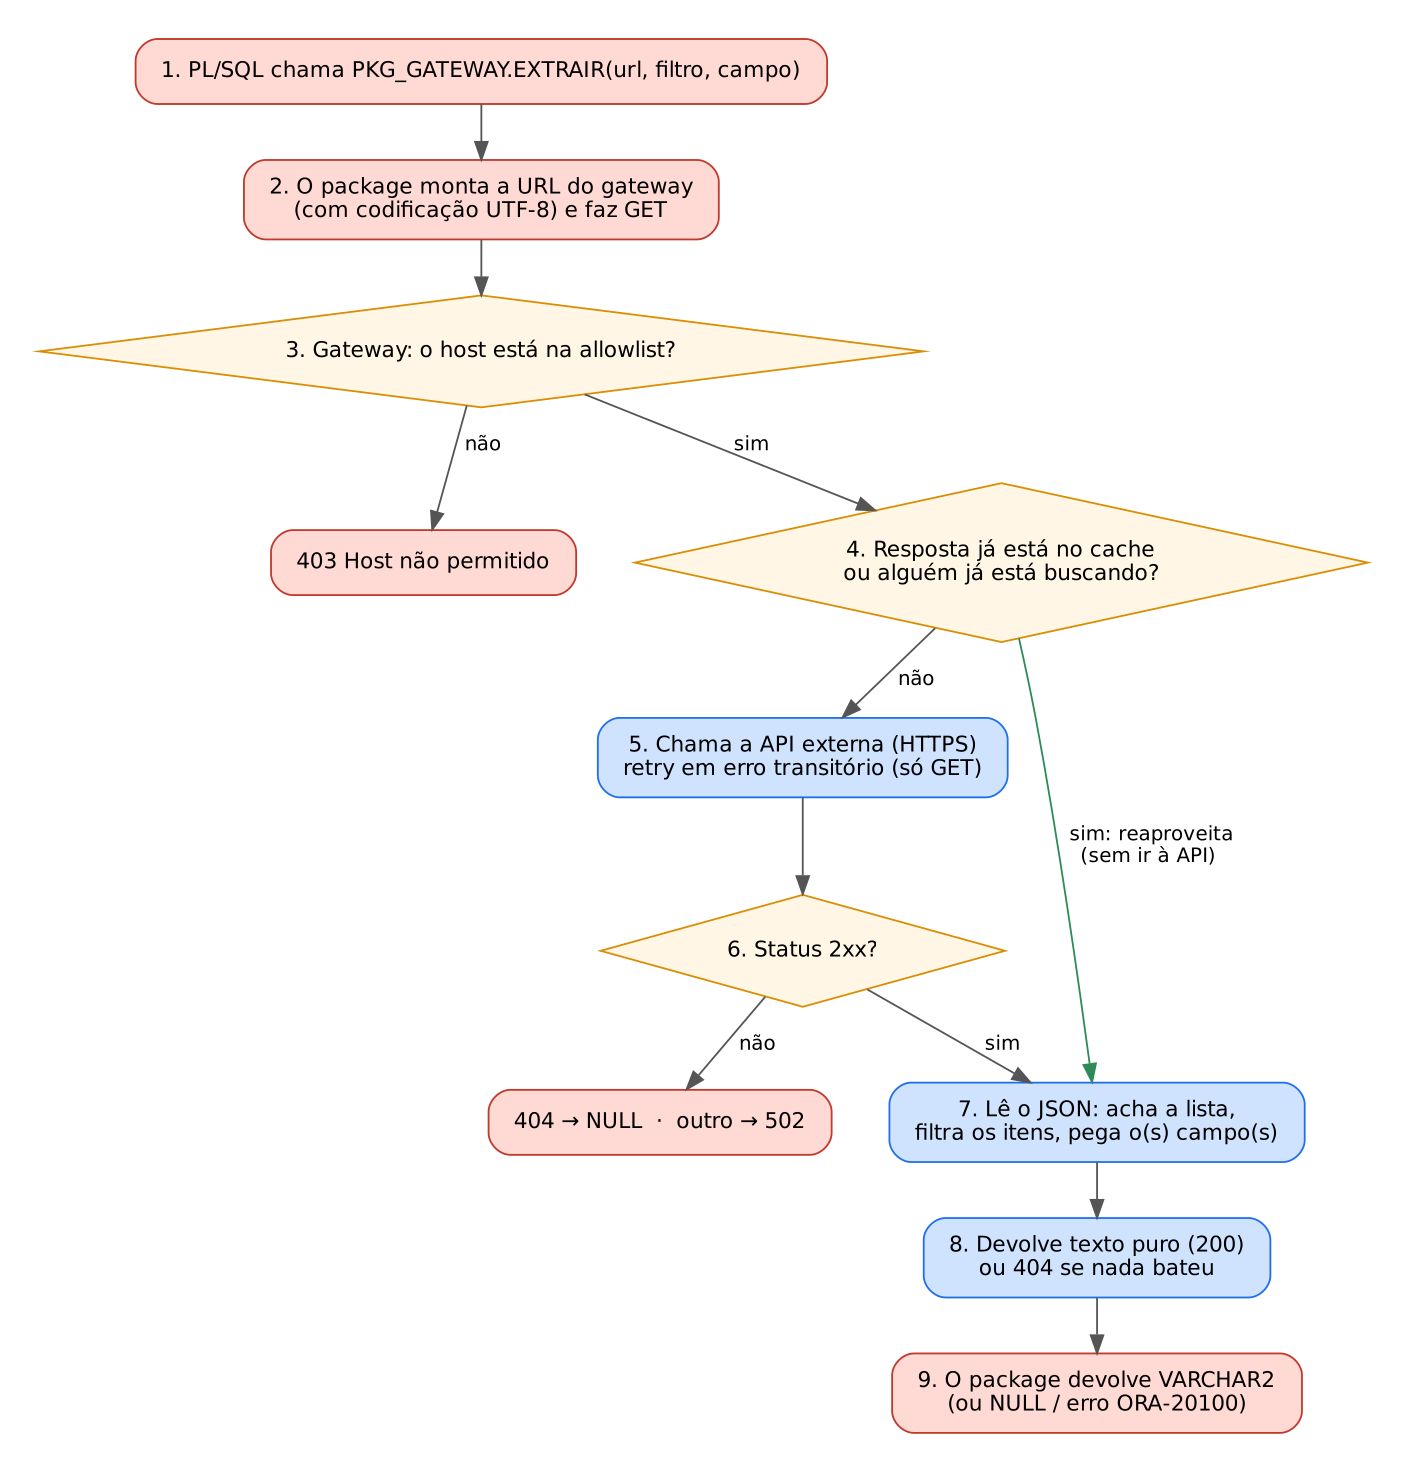 1. PL/SQL chama PKG_GATEWAY.EXTRAIR(url, filtro, campo)
2. O package monta a URL do gateway
(com codificação UTF-8) e faz GET
3. Gateway: o host está na allowlist?
não
sim
403 Host não permitido
4. Resposta já está no cache
ou alguém já está buscando?
não
5. Chama a API externa (HTTPS)
retry em erro transitório (só GET)
sim: reaproveita
(sem ir à API)
6. Status 2xx?
não
sim
404 → NULL · outro → 502
7. Lê o JSON: acha a lista,
filtra os itens, pega o(s) campo(s)
8. Devolve texto puro (200)
ou 404 se nada bateu
9. O package devolve VARCHAR2
(ou NULL / erro ORA-20100)